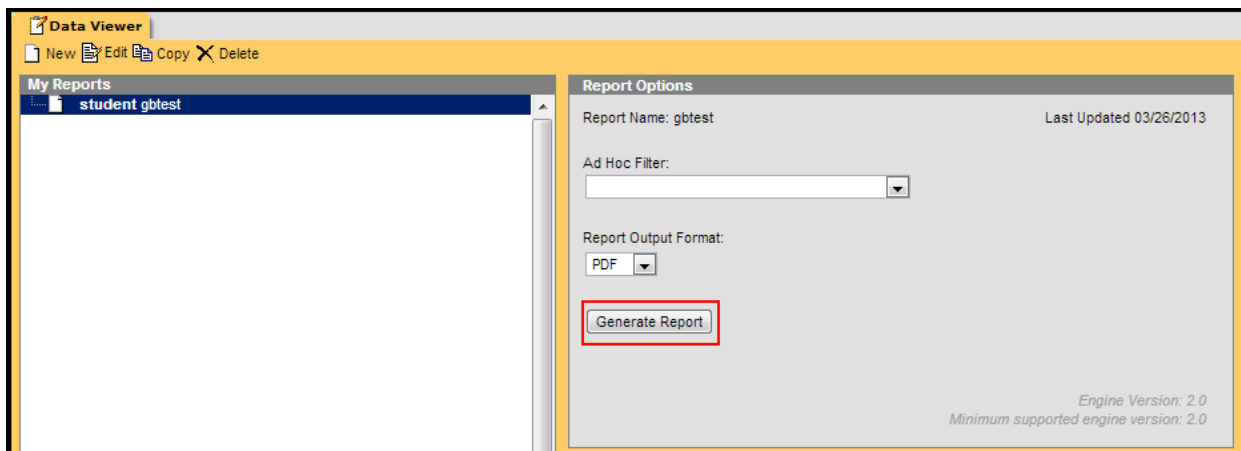 Data Viewer
New Edit Copy Delete
My Reports
student gbtest
Report Options
Report Name: gbtest Last Updated 03/26/2013
Ad Hoc Filter:
Report Output Format:
PDF
Generate Report
Engine Version: 2.0
Minimum supported engine version: 2.0